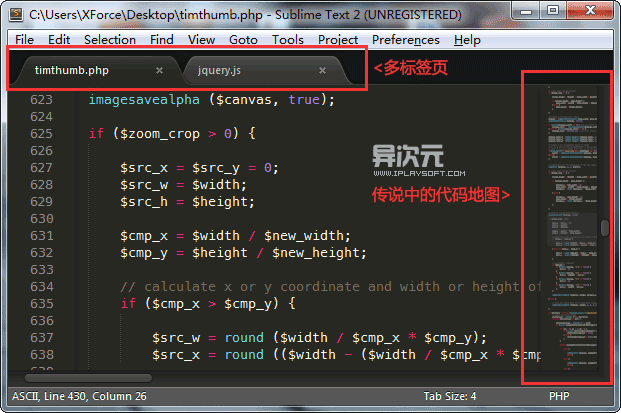 C:\Users\XForce\Desktop\timthumb.php - Sublime Text 2 (UNREGISTERED)
File Edit Selection Find View Goto Tools Project Preferences Help
timthumb.php × jquery.js ×
<多标签页
623 imagesavealpha ($canvas, true);
624
625 if ($zoom_crop > 0) {
626
627 $src_x = $src_y = 0;
628 $src_w = $width;
629 $src_h = $height;
630
631 $cmp_x = $width / $new_width;
632 $cmp_y = $height / $new_height;
633
634 // calculate x or y coordinate and width or height of
635 if ($cmp_x > $cmp_y) {
636
637 $src_w = round ($width / $cmp_x * $cmp_y);
638 $src_x = round (($width - ($width / $cmp_x * $cmp
异次元
WWW.IPLAYSOFT.COM
传说中的代码地图>
ASCII, Line 430, Column 26 Tab Size: 4 PHP